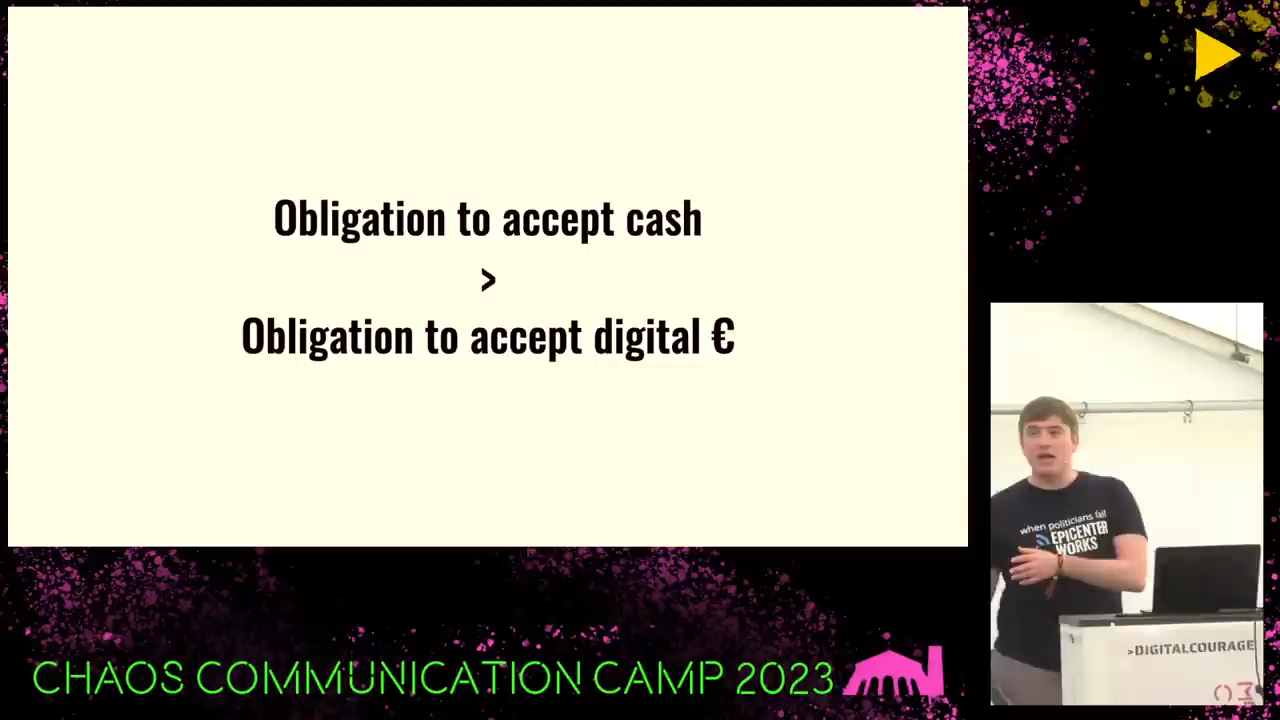 Obligation to accept cash
>
Obligation to accept digital €
when politicians fail
EPICENTER
WORKS
>DIGITALCOURAGE
CHAOS COMMUNICATION CAMP 2023